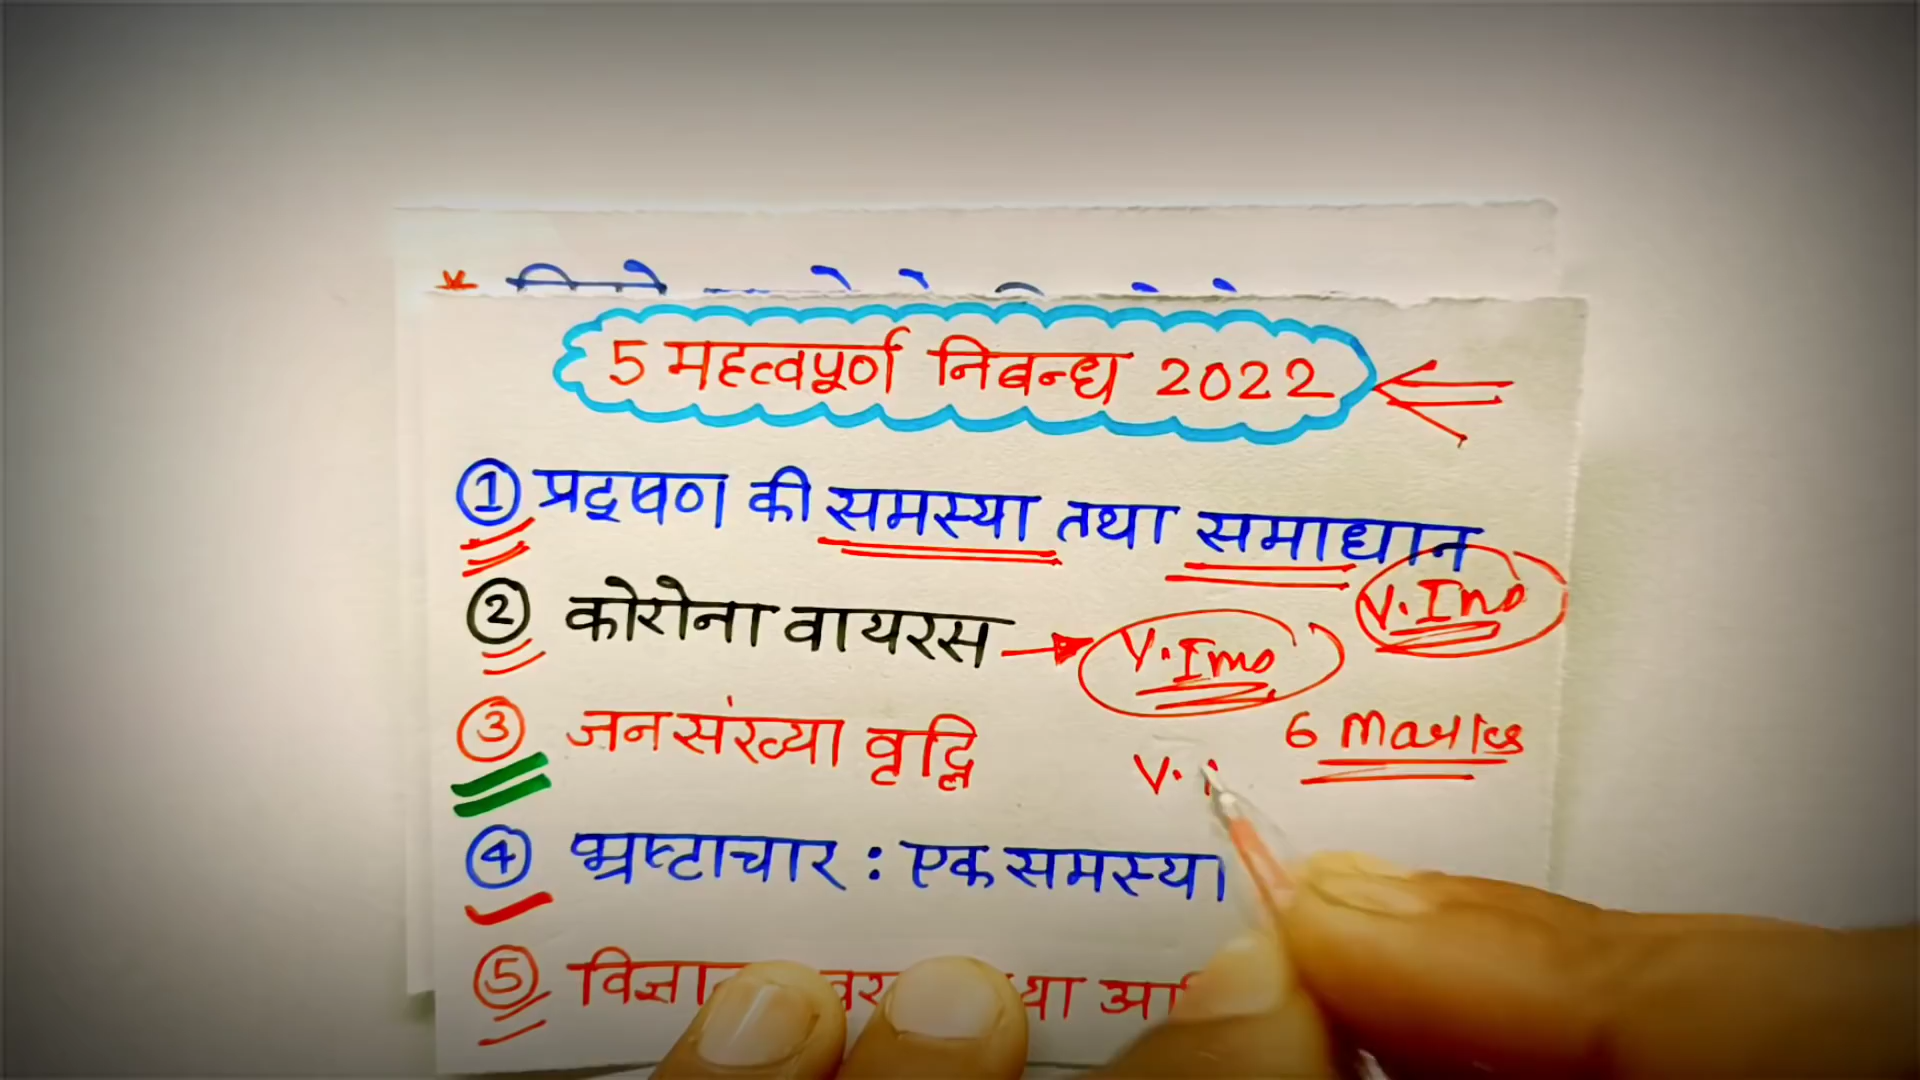 5 महत्वपूर्ण निबन्ध 2022
① प्रदूषण की समस्या तथा समाधान
V. Imp
② कोरोना वायरस → V. Imp
③ जनसंख्या वृद्धि
6 Marks
V. i
④ भ्रष्टाचार : एक समस्या
⑤